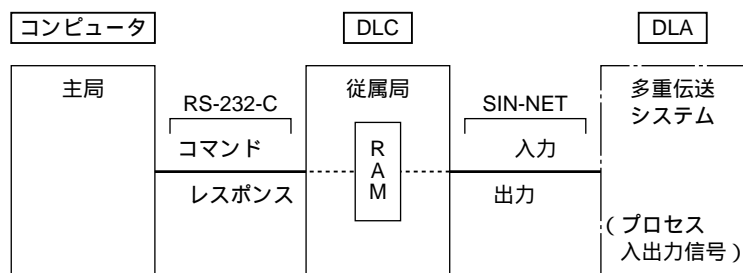 コンピュータ
DLC
DLA
主局
RS-232-C
従属局
SIN-NET
多重伝送
システム
コマンド
RAM
入力
レスポンス
出力
(プロセス
入出力信号)